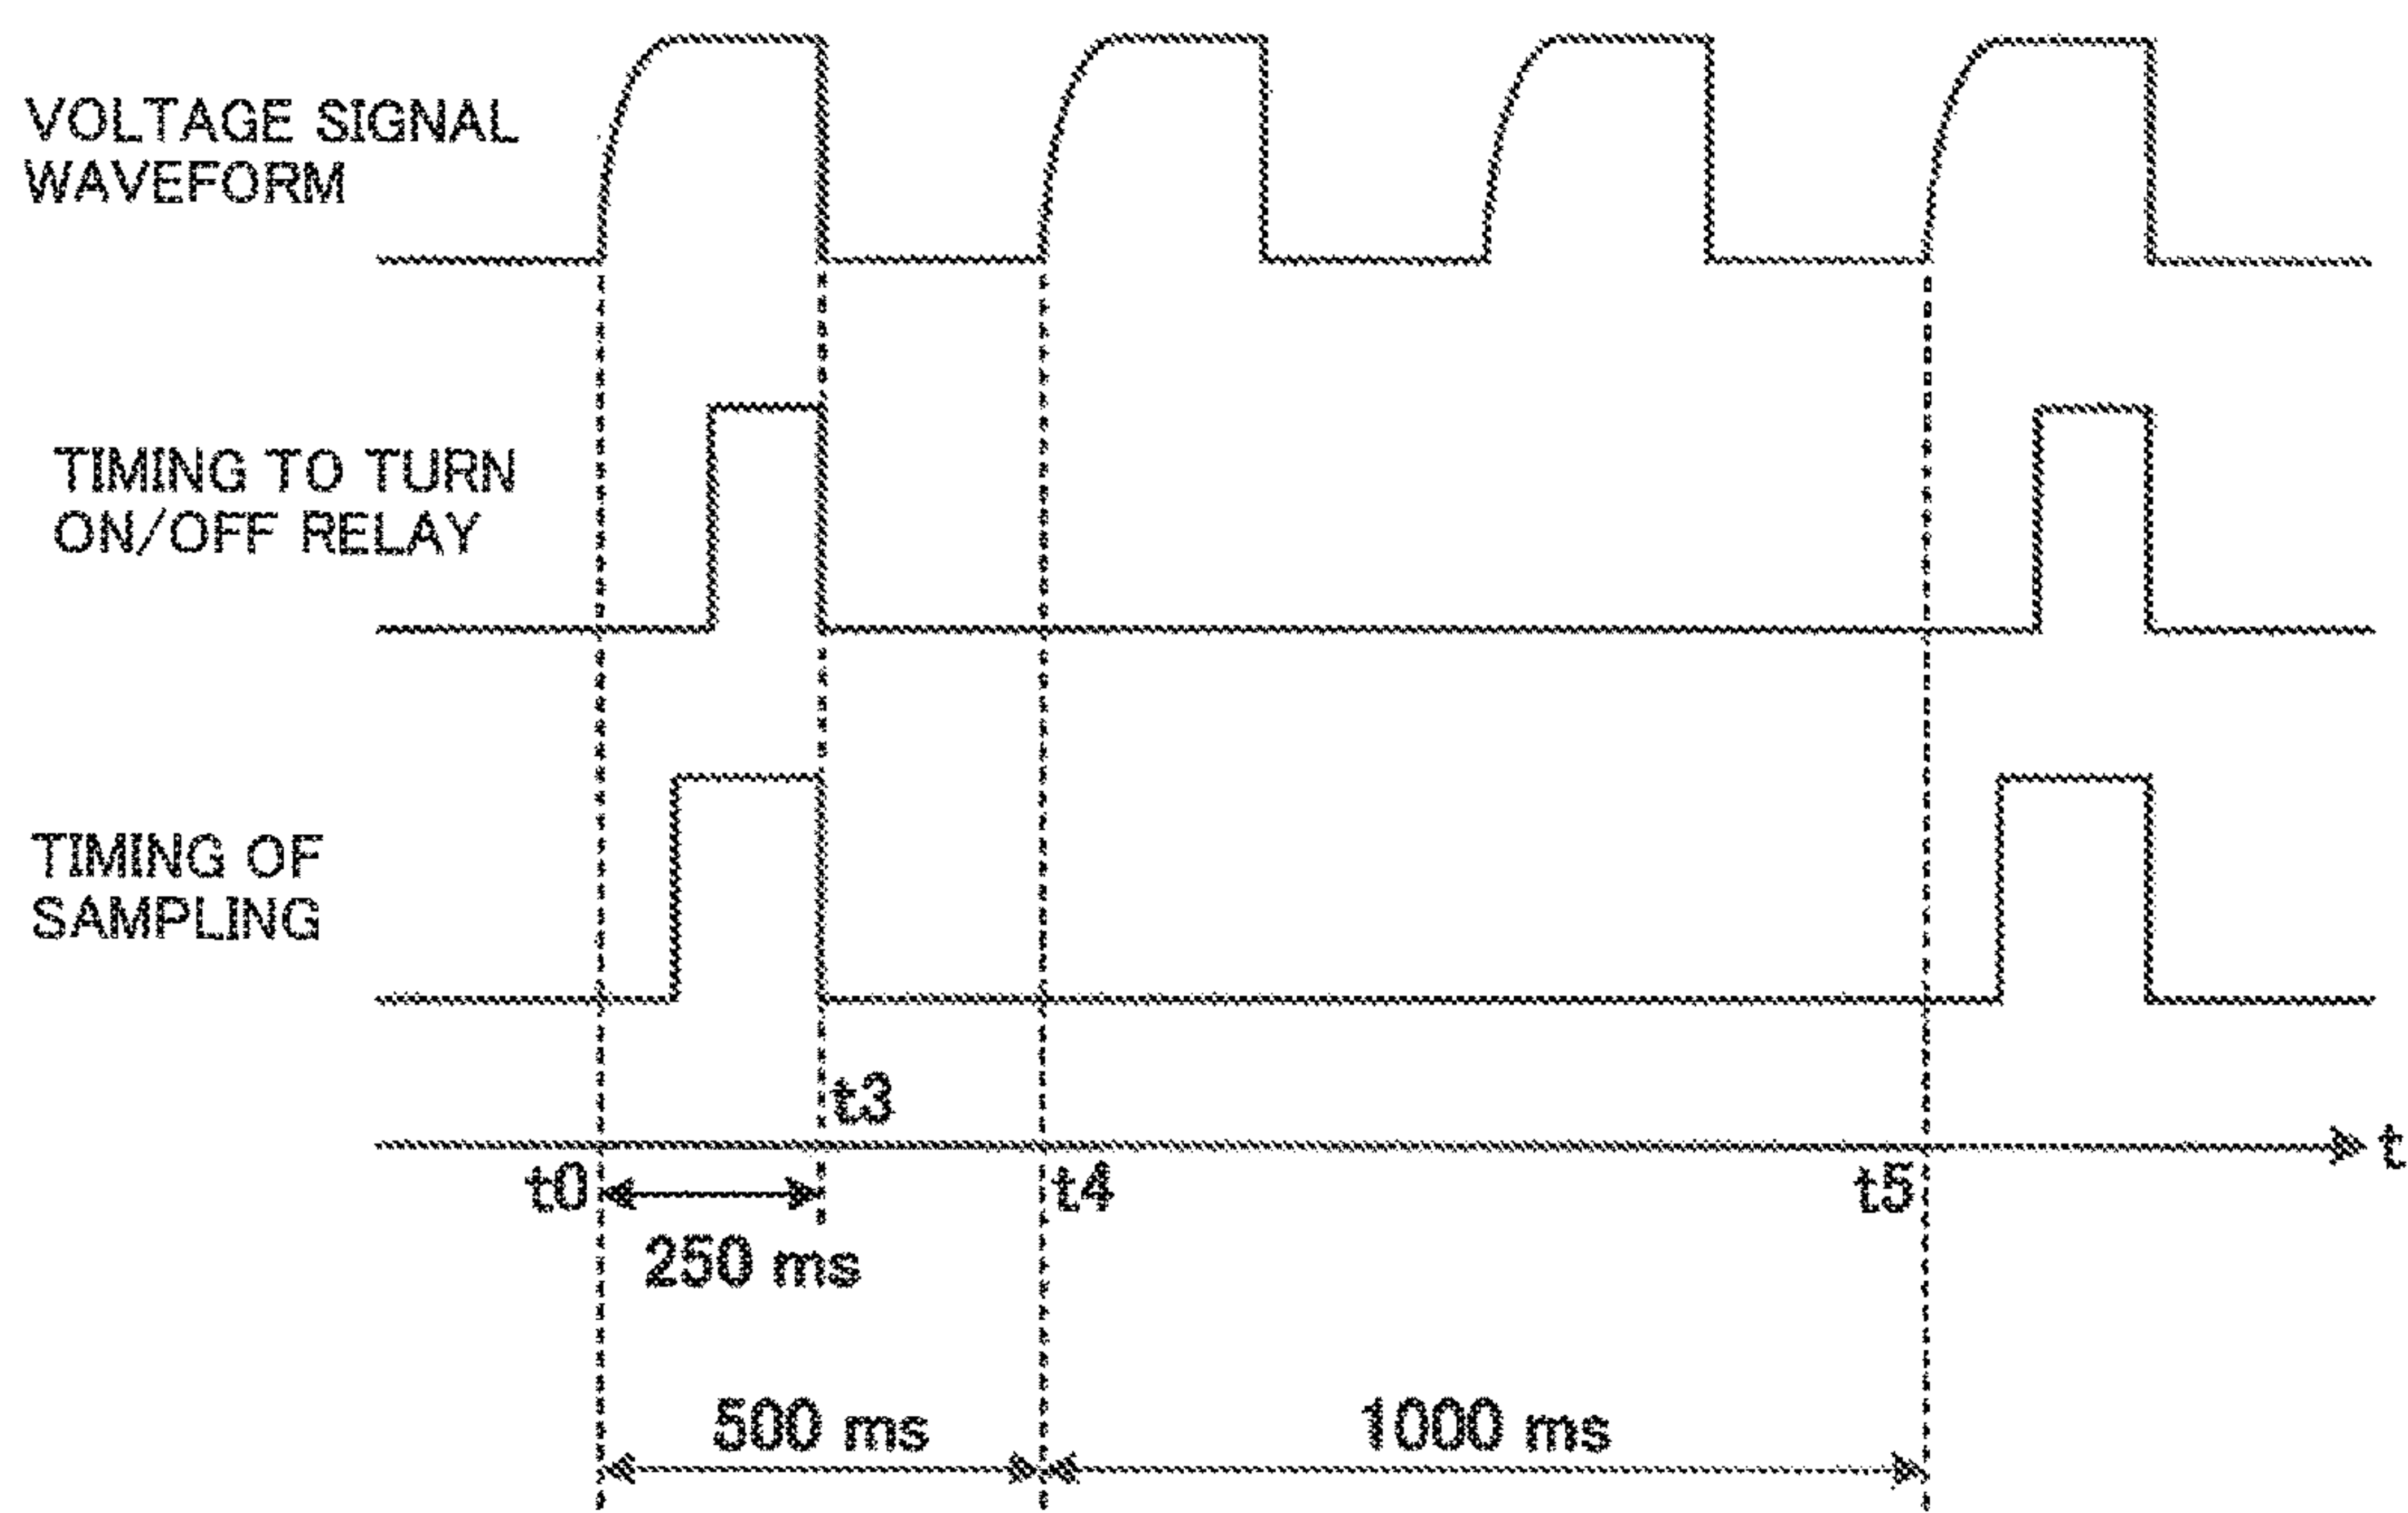 VOLTAGE SIGNAL
WAVEFORM
TIMING TO TURN
ON/OFF RELAY
TIMING OF
SAMPLING
t3
t
t0
t4
t5
250 ms
500 ms
1000 ms